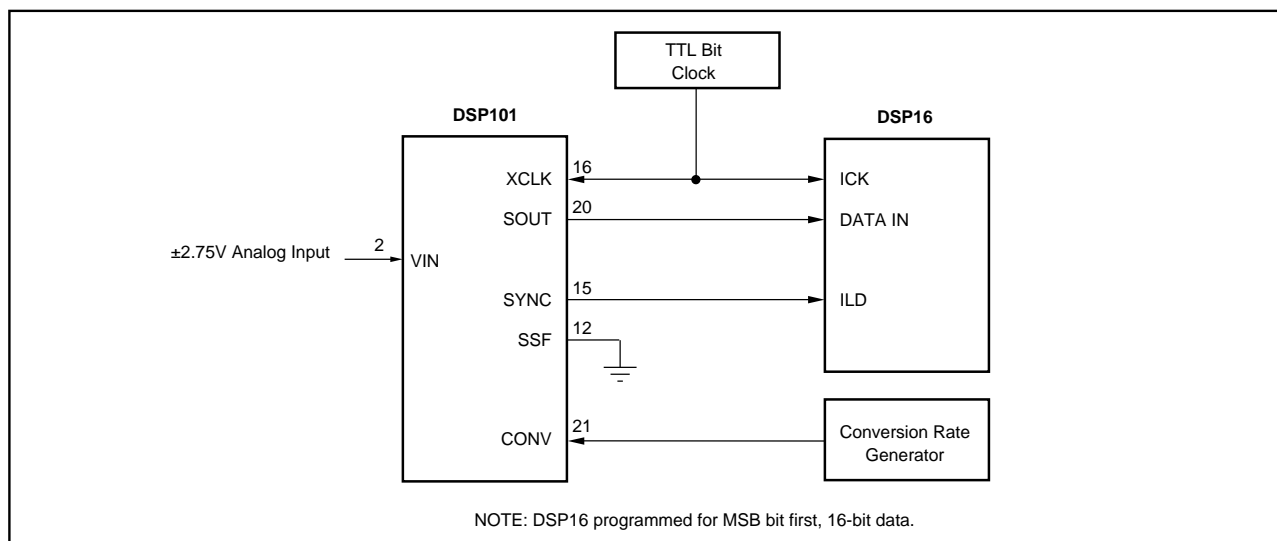 TTL Bit
Clock
DSP101
DSP16
XCLK
16
ICK
SOUT
20
DATA IN
±2.75V Analog Input
2
VIN
SYNC
15
ILD
SSF
12
CONV
21
Conversion Rate
Generator
NOTE: DSP16 programmed for MSB bit first, 16-bit data.